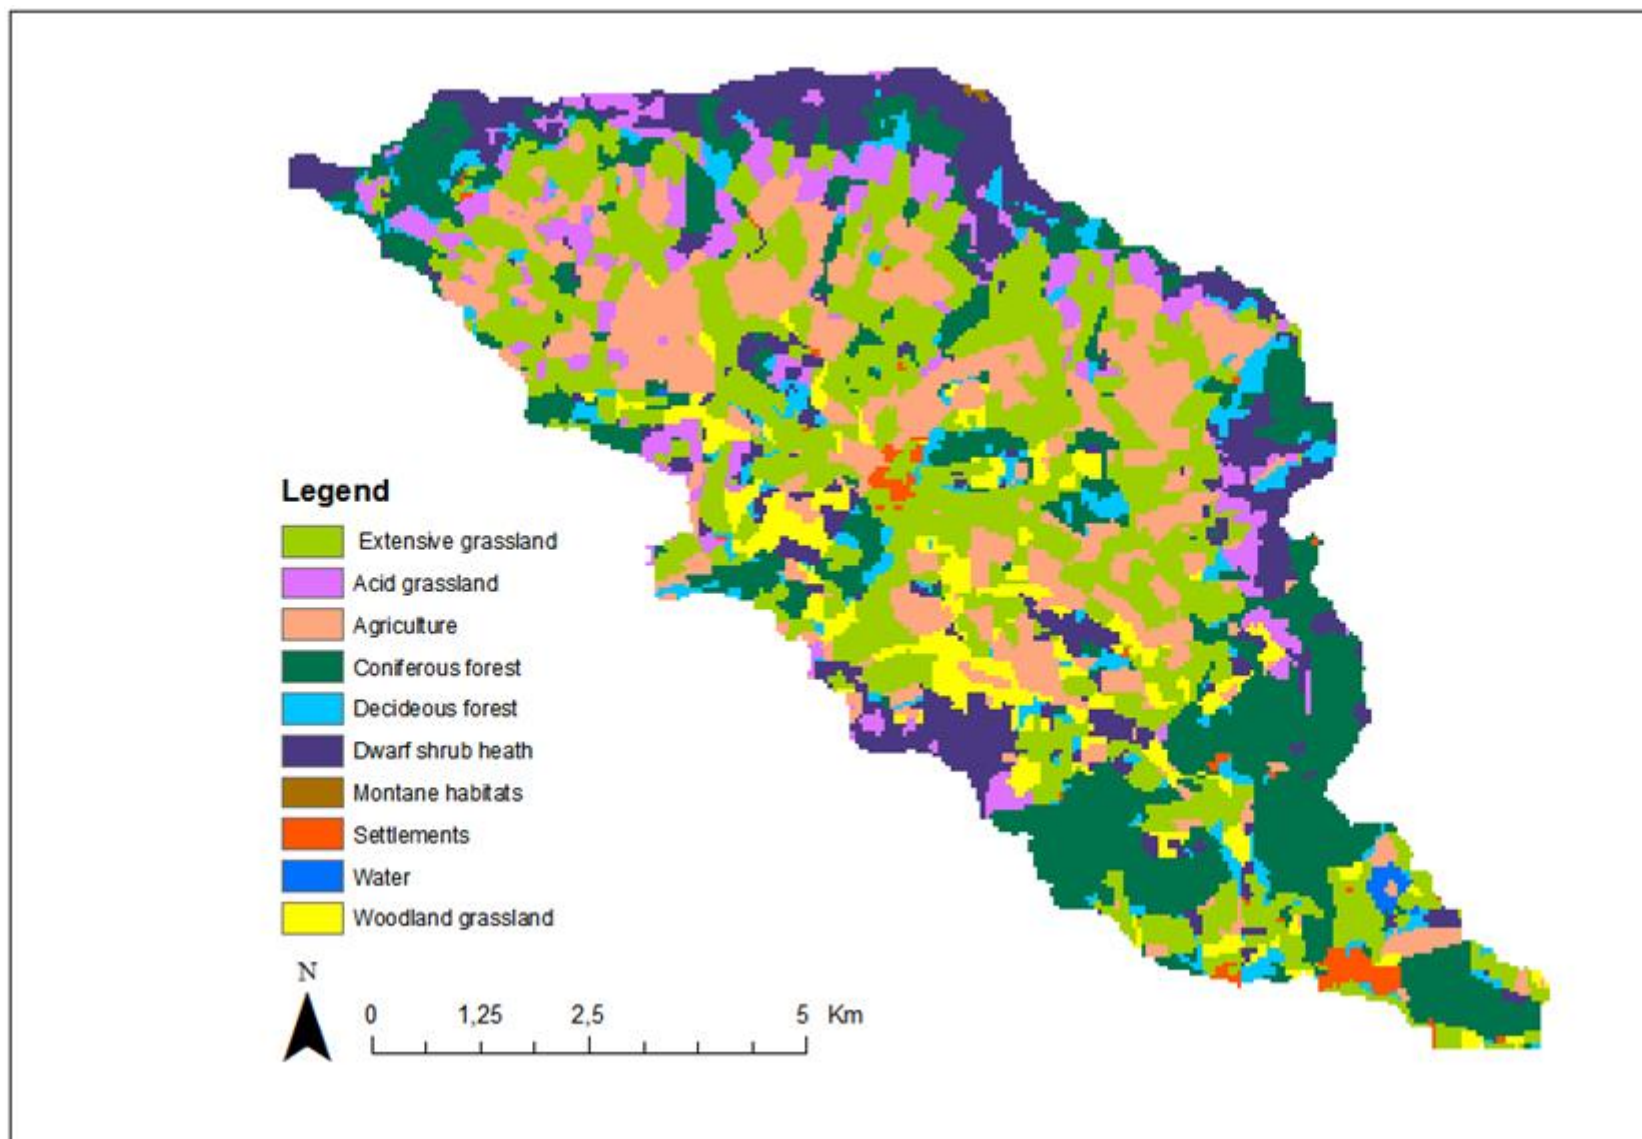 Legend
Extensive grassland
Acid grassland
Agriculture
Coniferous forest
Decideous forest
Dwarf shrub heath
Montane habitats
Settlements
Water
Woodland grassland
N
0 1,25 2,5 5 Km